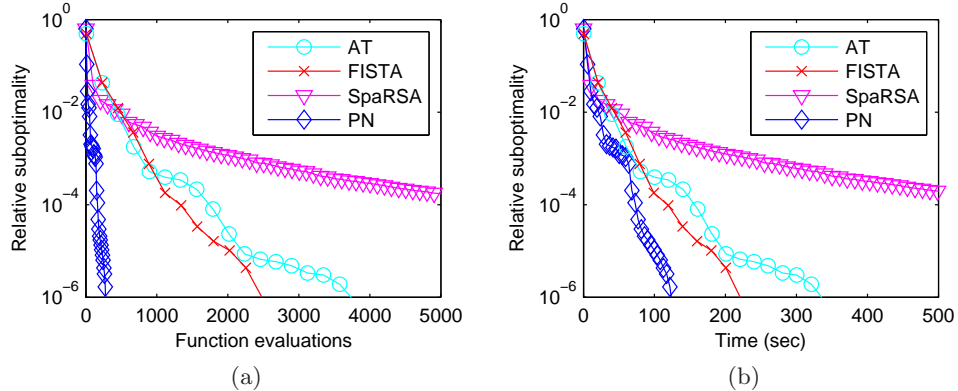 Relative suboptimality
10^0
10^-2
10^-4
10^-6
AT
FISTA
SpaRSA
PN
0 1000 2000 3000 4000 5000
Function evaluations
(a)
Relative suboptimality
10^0
10^-2
10^-4
10^-6
AT
FISTA
SpaRSA
PN
0 100 200 300 400 500
Time (sec)
(b)